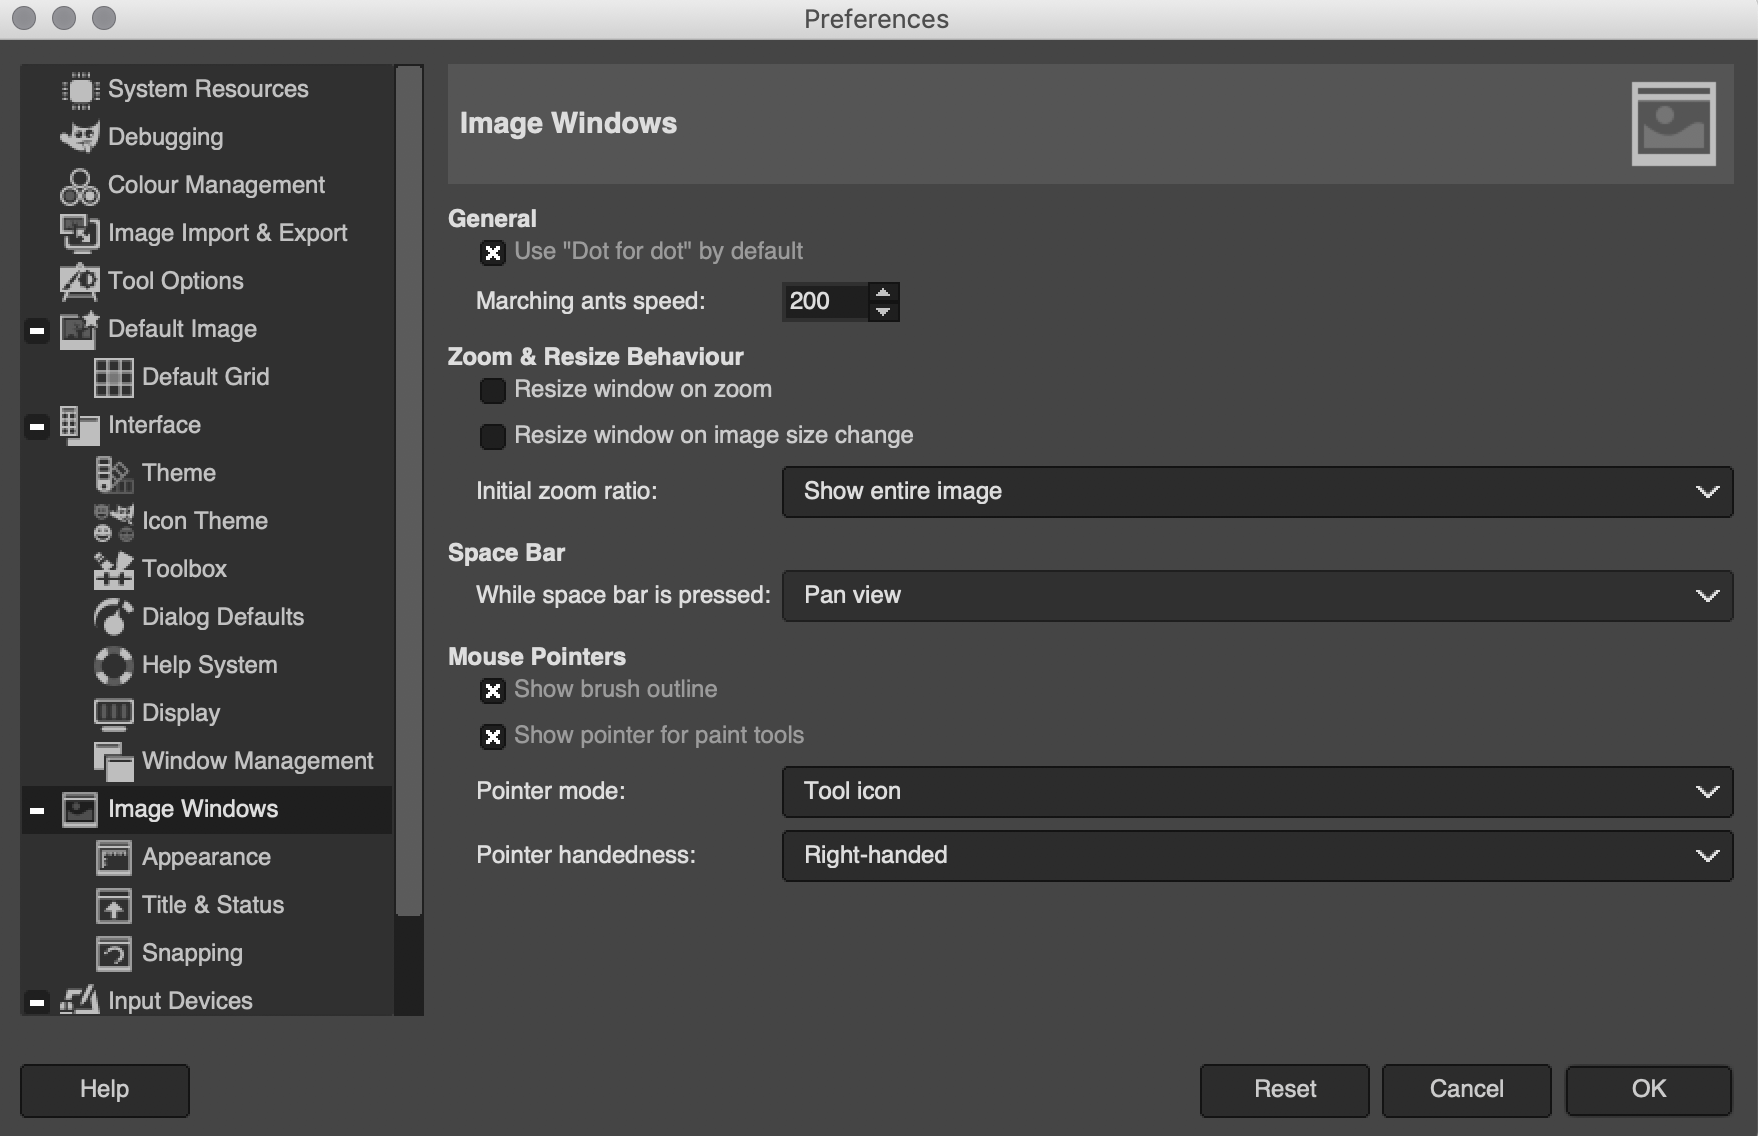 Preferences
System Resources
Debugging
Colour Management
Image Import & Export
Tool Options
Default Image
Default Grid
Interface
Theme
Icon Theme
Toolbox
Dialog Defaults
Help System
Display
Window Management
Image Windows
Appearance
Title & Status
Snapping
Input Devices
Image Windows
General
Use "Dot for dot" by default
Marching ants speed: 200
Zoom & Resize Behaviour
Resize window on zoom
Resize window on image size change
Initial zoom ratio: Show entire image
Space Bar
While space bar is pressed: Pan view
Mouse Pointers
Show brush outline
Show pointer for paint tools
Pointer mode: Tool icon
Pointer handedness: Right-handed
Help Reset Cancel OK